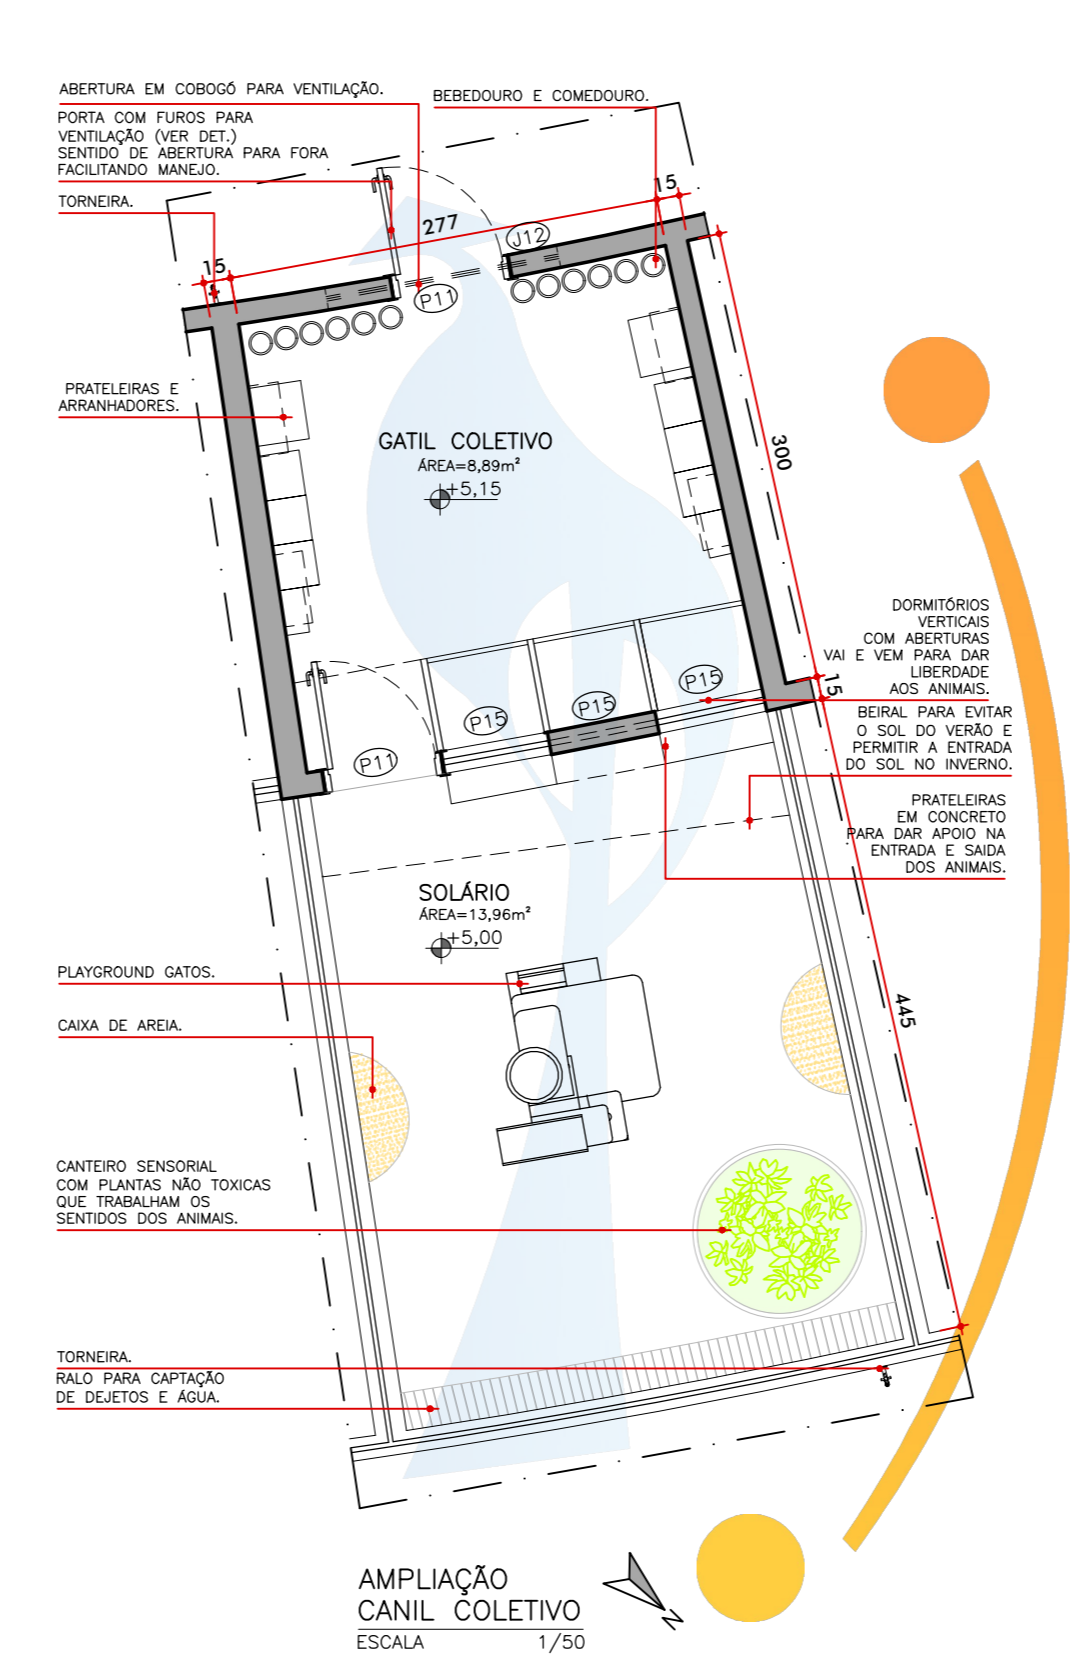 ABERTURA EM COBOGÓ PARA VENTILAÇÃO.
BEBEDOURO E COMEDOURO.
PORTA COM FUROS PARA
VENTILAÇÃO (VER DET.)
SENTIDO DE ABERTURA PARA FORA
FACILITANDO MANEJO.
TORNEIRA.
15
277
15
J12
P11
PRATELEIRAS E
ARRANHADORES.
GATIL COLETIVO
ÁREA=8,89m²
+5,15
300
DORMITÓRIOS
VERTICAIS
COM ABERTURAS
VAI E VEM PARA DAR
LIBERDADE
AOS ANIMAIS.
15
P15
P15
P15
P11
BEIRAL PARA EVITAR
O SOL DO VERÃO E
PERMITIR A ENTRADA
DO SOL NO INVERNO.
PRATELEIRAS
EM CONCRETO
PARA DAR APOIO NA
ENTRADA E SAIDA
DOS ANIMAIS.
SOLÁRIO
ÁREA=13,96m²
+5,00
PLAYGROUND GATOS.
CAIXA DE AREIA.
445
CANTEIRO SENSORIAL
COM PLANTAS NÃO TOXICAS
QUE TRABALHAM OS
SENTIDOS DOS ANIMAIS.
TORNEIRA.
RALO PARA CAPTAÇÃO
DE DEJETOS E ÁGUA.
AMPLIAÇÃO
CANIL COLETIVO
ESCALA 1/50
N